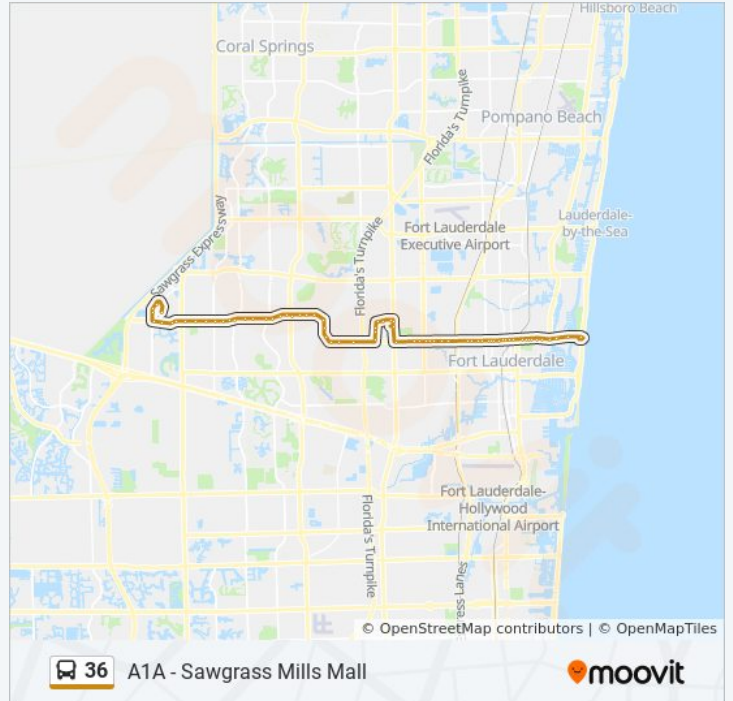 Hillsboro Beach
Coral Springs
Florida's Turnpike
Pompano Beach
Sawgrass Expressway
Florida's Turnpike
Lauderdale-
by-the-Sea
Fort Lauderdale
Executive Airport
Fort Lauderdale
Fort Lauderdale-
Hollywood
International Airport
Florida's Turnpike
ress Lanes
© OpenStreetMap contributors | © OpenMapTiles
36 A1A - Sawgrass Mills Mall
moovit